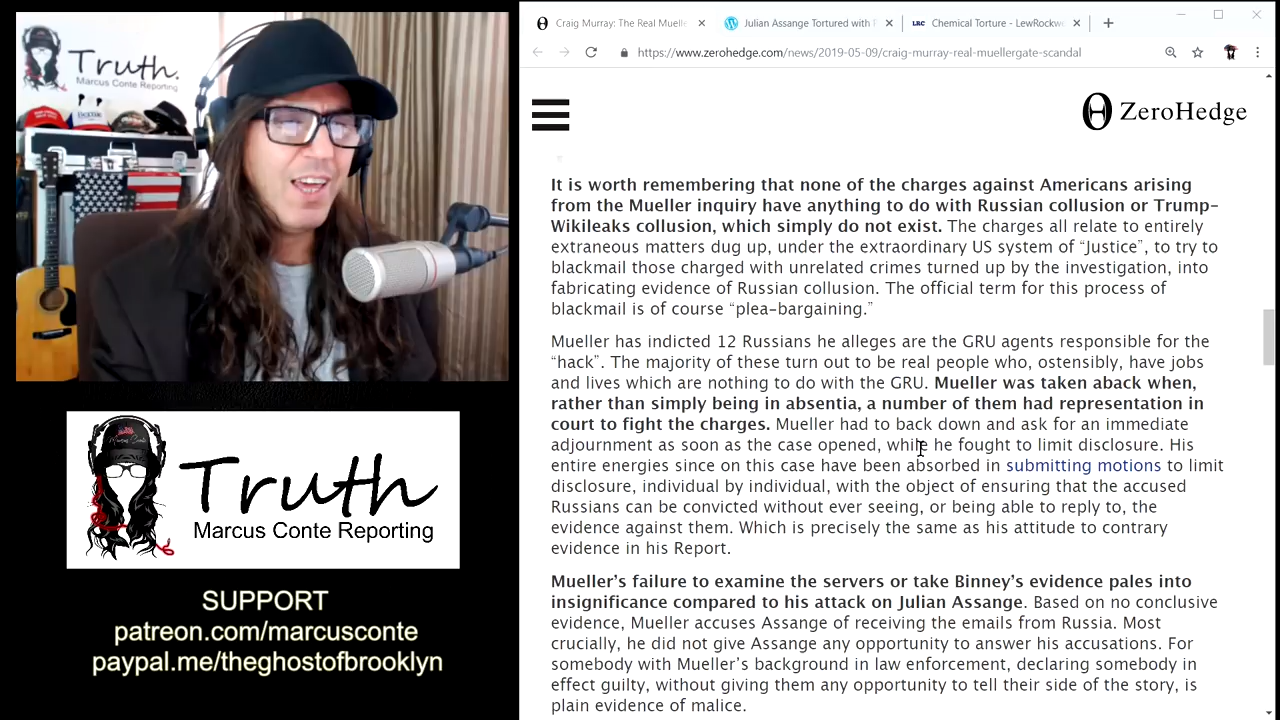 Truth.
Marcus Conte Reporting
Truth
Marcus Conte Reporting
SUPPORT
patreon.com/marcusconte
paypal.me/theghostofbrooklyn
Craig Murray: The Real Muelle
Julian Assange Tortured with P
LRC Chemical Torture - LewRockwe
https://www.zerohedge.com/news/2019-05-09/craig-murray-real-muellergate-scandal
ZeroHedge
It is worth remembering that none of the charges against Americans arising
from the Mueller inquiry have anything to do with Russian collusion or Trump-
Wikileaks collusion, which simply do not exist. The charges all relate to entirely
extraneous matters dug up, under the extraordinary US system of “Justice”, to try to
blackmail those charged with unrelated crimes turned up by the investigation, into
fabricating evidence of Russian collusion. The official term for this process of
blackmail is of course “plea-bargaining.”
Mueller has indicted 12 Russians he alleges are the GRU agents responsible for the
“hack”. The majority of these turn out to be real people who, ostensibly, have jobs
and lives which are nothing to do with the GRU. Mueller was taken aback when,
rather than simply being in absentia, a number of them had representation in
court to fight the charges. Mueller had to back down and ask for an immediate
adjournment as soon as the case opened, while he fought to limit disclosure. His
entire energies since on this case have been absorbed in submitting motions to limit
disclosure, individual by individual, with the object of ensuring that the accused
Russians can be convicted without ever seeing, or being able to reply to, the
evidence against them. Which is precisely the same as his attitude to contrary
evidence in his Report.
Mueller’s failure to examine the servers or take Binney’s evidence pales into
insignificance compared to his attack on Julian Assange. Based on no conclusive
evidence, Mueller accuses Assange of receiving the emails from Russia. Most
crucially, he did not give Assange any opportunity to answer his accusations. For
somebody with Mueller’s background in law enforcement, declaring somebody in
effect guilty, without giving them any opportunity to tell their side of the story, is
plain evidence of malice.